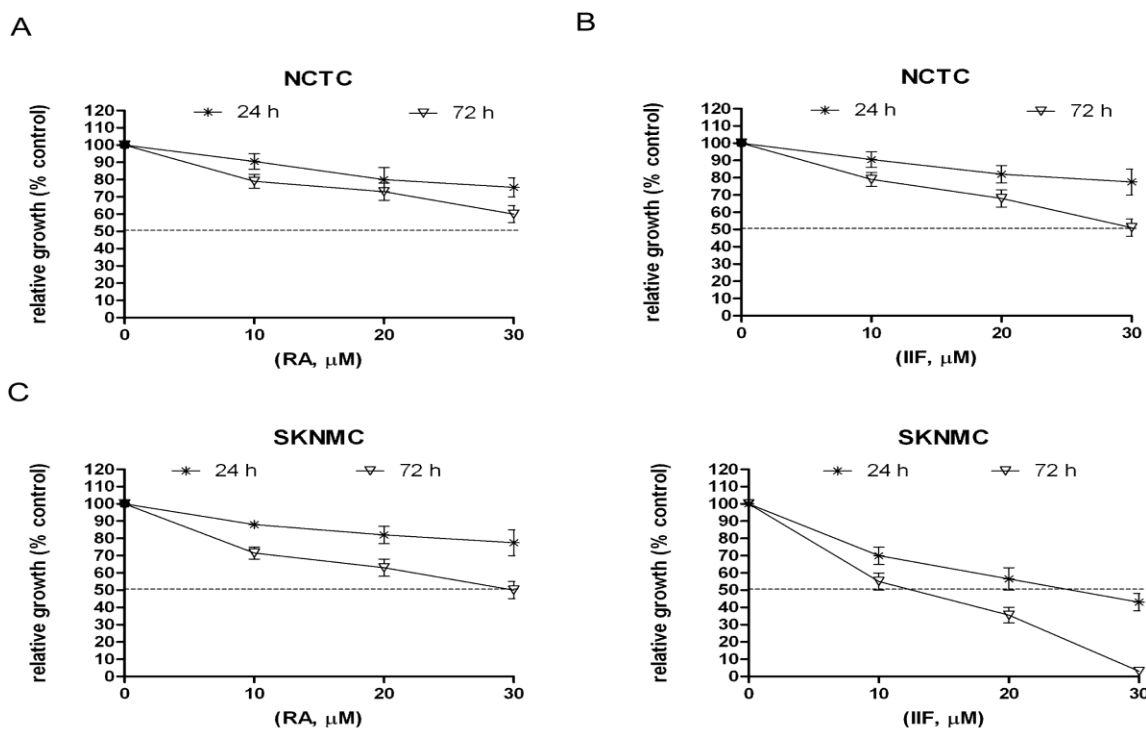 A
NCTC
24 h 72 h
relative growth (% control)
120
110
100
90
80
70
60
50
40
30
20
10
0
0 10 20 30
(RA, μM)
B
NCTC
24 h 72 h
relative growth (% control)
120
110
100
90
80
70
60
50
40
30
20
10
0
0 10 20 30
(IIF, μM)
C
SKNMC
24 h 72 h
relative growth (% control)
120
110
100
90
80
70
60
50
40
30
20
10
0
0 10 20 30
(RA, μM)
SKNMC
24 h 72 h
relative growth (% control)
120
110
100
90
80
70
60
50
40
30
20
10
0
0 10 20 30
(IIF, μM)